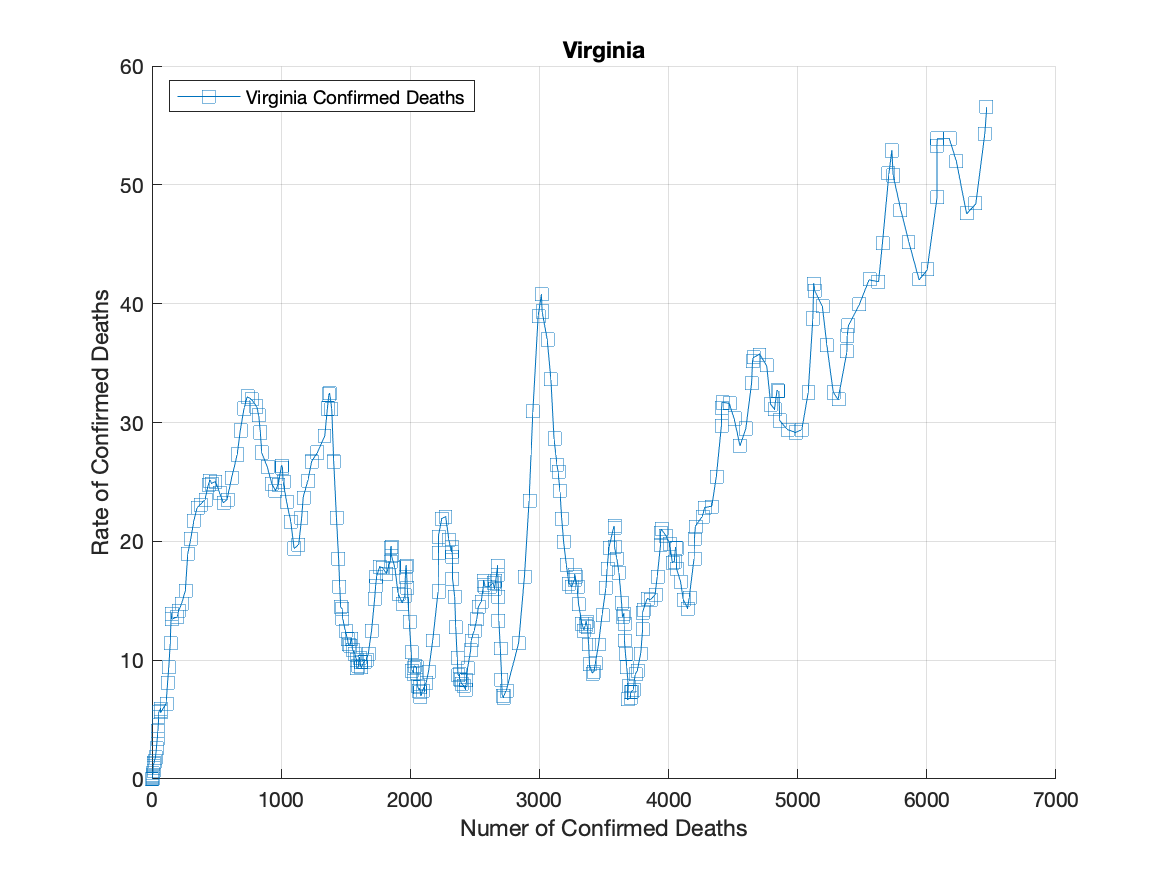 Virginia
Virginia Confirmed Deaths
60
50
40
30
20
10
0
Rate of Confirmed Deaths
0 1000 2000 3000 4000 5000 6000 7000
Numer of Confirmed Deaths